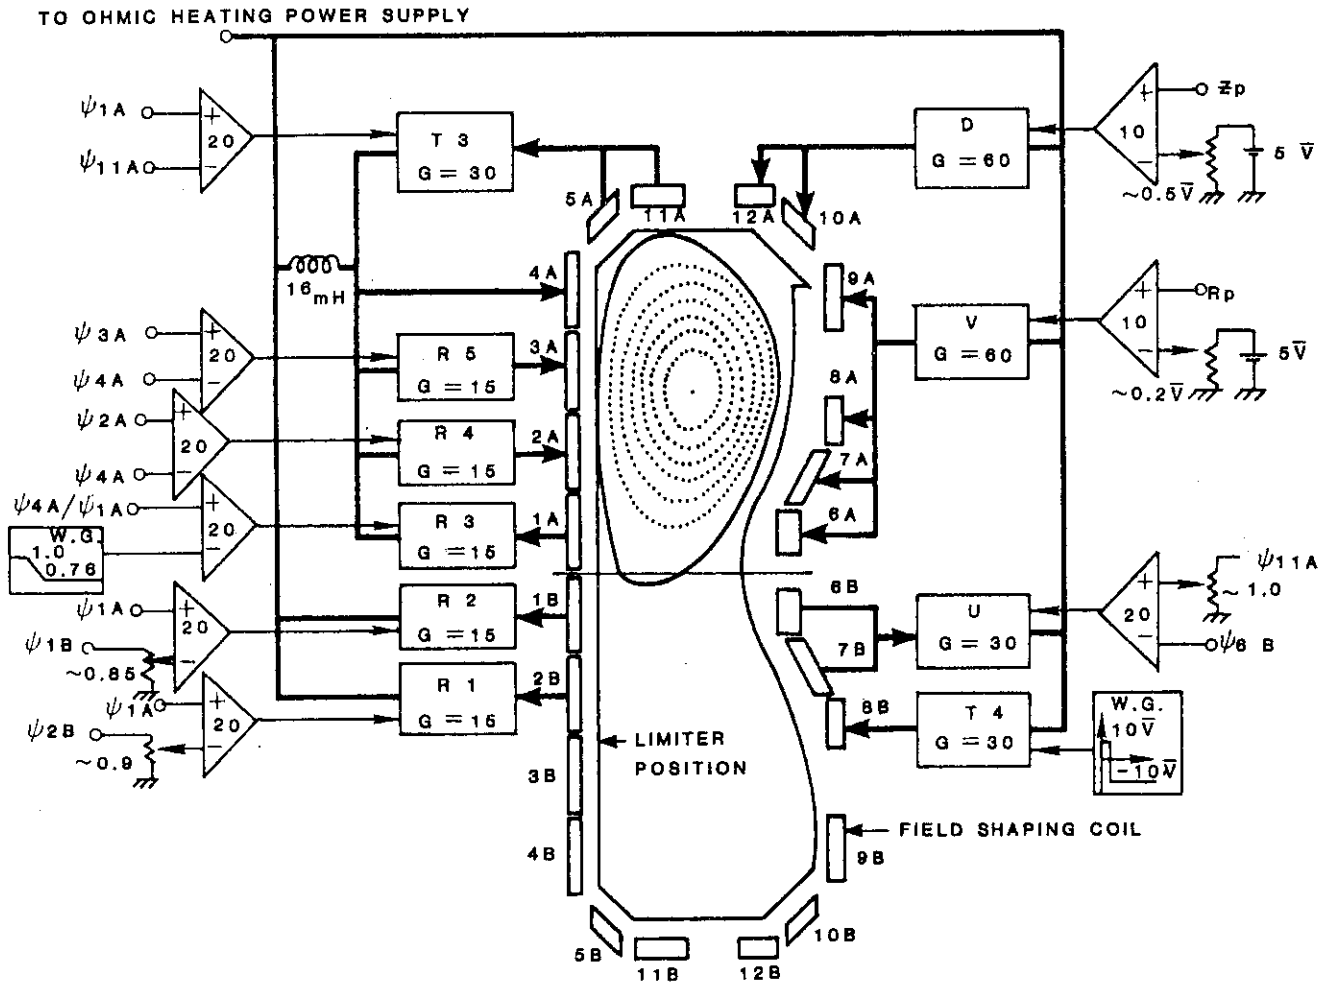 TO OHMIC HEATING POWER SUPPLY
ψ1A
ψ11A
+
20
−
T 3
G = 30
5A
11A
12A
10A
D
G = 60
+
10
−
Zp
5 V̅
~0.5V̅
16mH
4A
9A
ψ3A
ψ4A
+
20
−
R 5
G = 15
3A
8A
V
G = 60
+
10
−
Rp
5V̅
~0.2V̅
ψ2A
ψ4A
+
20
−
R 4
G = 15
2A
7A
ψ4A/ψ1A
W.G.
1.0
0.76
+
20
−
R 3
G = 15
1A
6A
ψ1A
ψ1B
~0.85
+
20
−
R 2
G = 15
1B
6B
7B
U
G = 30
+
20
−
ψ11A
~ 1.0
ψ6 B
ψ1A
ψ2B
~0.9
+
20
−
R 1
G = 15
2B
8B
T 4
G = 30
W.G.
10V̅
−10V̅
LIMITER
POSITION
3B
4B
FIELD SHAPING COIL
9B
5B
11B
12B
10B